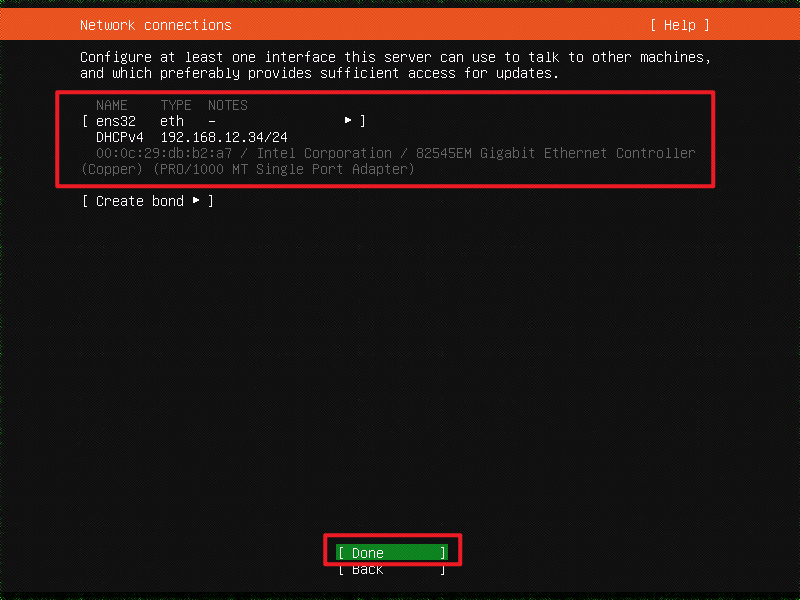 Network connections [ Help ]
Configure at least one interface this server can use to talk to other machines,
and which preferably provides sufficient access for updates.
NAME TYPE NOTES
[ ens32 eth - ▸ ]
DHCPv4 192.168.12.34/24
00:0c:29:db:b2:a7 / Intel Corporation / 82545EM Gigabit Ethernet Controller
(Copper) (PRO/1000 MT Single Port Adapter)
[ Create bond ▸ ]
[ Done ]
[ Back ]